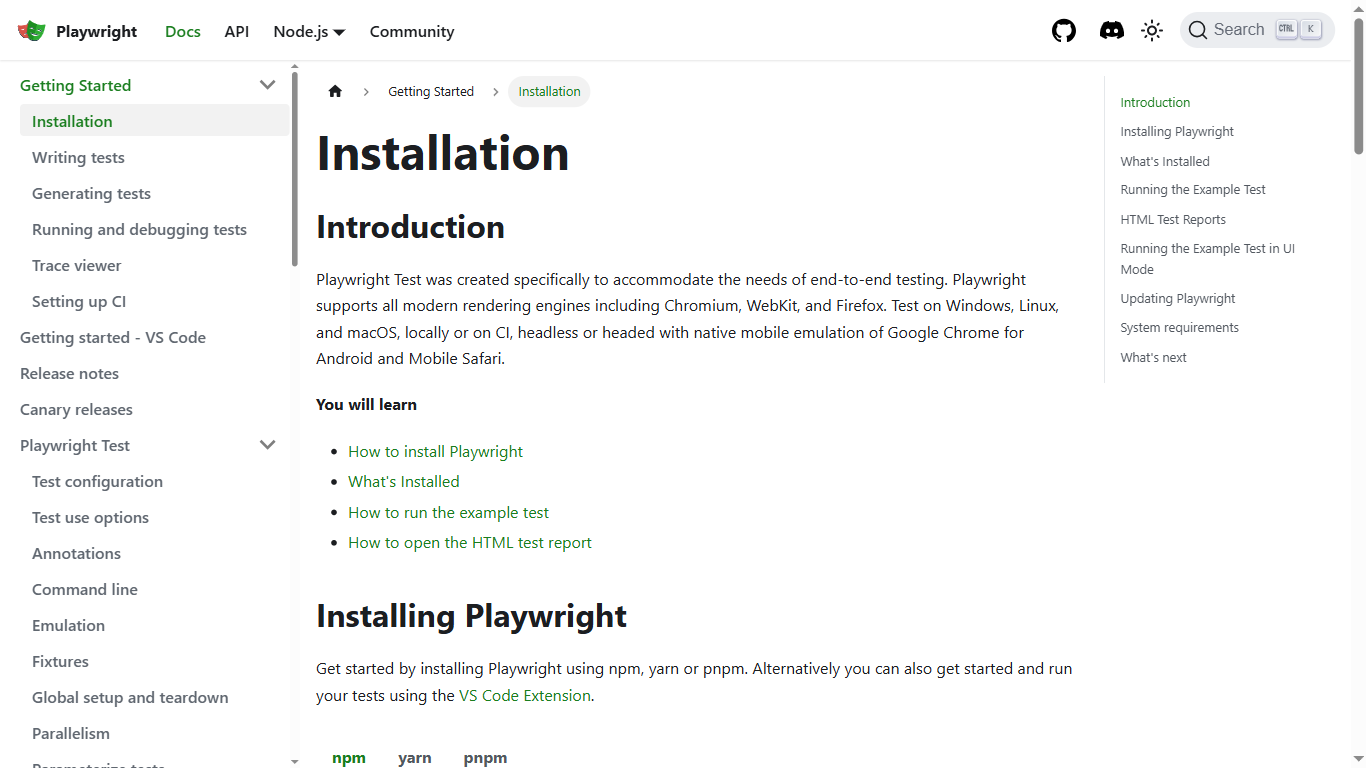 Playwright
Docs
API
Node.js
Community
Search
CTRL
K
Getting Started
Installation
Writing tests
Generating tests
Running and debugging tests
Trace viewer
Setting up CI
Getting started - VS Code
Release notes
Canary releases
Playwright Test
Test configuration
Test use options
Annotations
Command line
Emulation
Fixtures
Global setup and teardown
Parallelism
Parameterize tests
Getting Started
Installation
Installation
Introduction
Playwright Test was created specifically to accommodate the needs of end-to-end testing. Playwright
supports all modern rendering engines including Chromium, WebKit, and Firefox. Test on Windows, Linux,
and macOS, locally or on CI, headless or headed with native mobile emulation of Google Chrome for
Android and Mobile Safari.
You will learn
How to install Playwright
What's Installed
How to run the example test
How to open the HTML test report
Installing Playwright
Get started by installing Playwright using npm, yarn or pnpm. Alternatively you can also get started and run
your tests using the VS Code Extension.
npm
yarn
pnpm
Introduction
Installing Playwright
What's Installed
Running the Example Test
HTML Test Reports
Running the Example Test in UI
Mode
Updating Playwright
System requirements
What's next